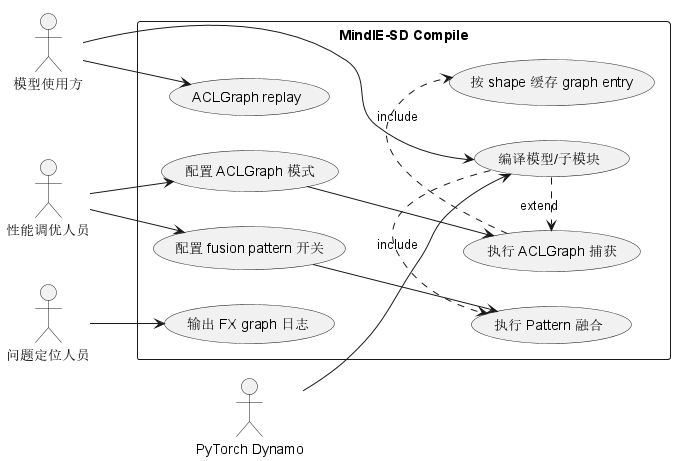 MindIE-SD Compile
模型使用方
ACLGraph replay
按 shape 缓存 graph entry
include
编译模型/子模块
配置 ACLGraph 模式
性能调优人员
extend
配置 fusion pattern 开关
include
执行 ACLGraph 捕获
问题定位人员
输出 FX graph 日志
执行 Pattern 融合
PyTorch Dynamo